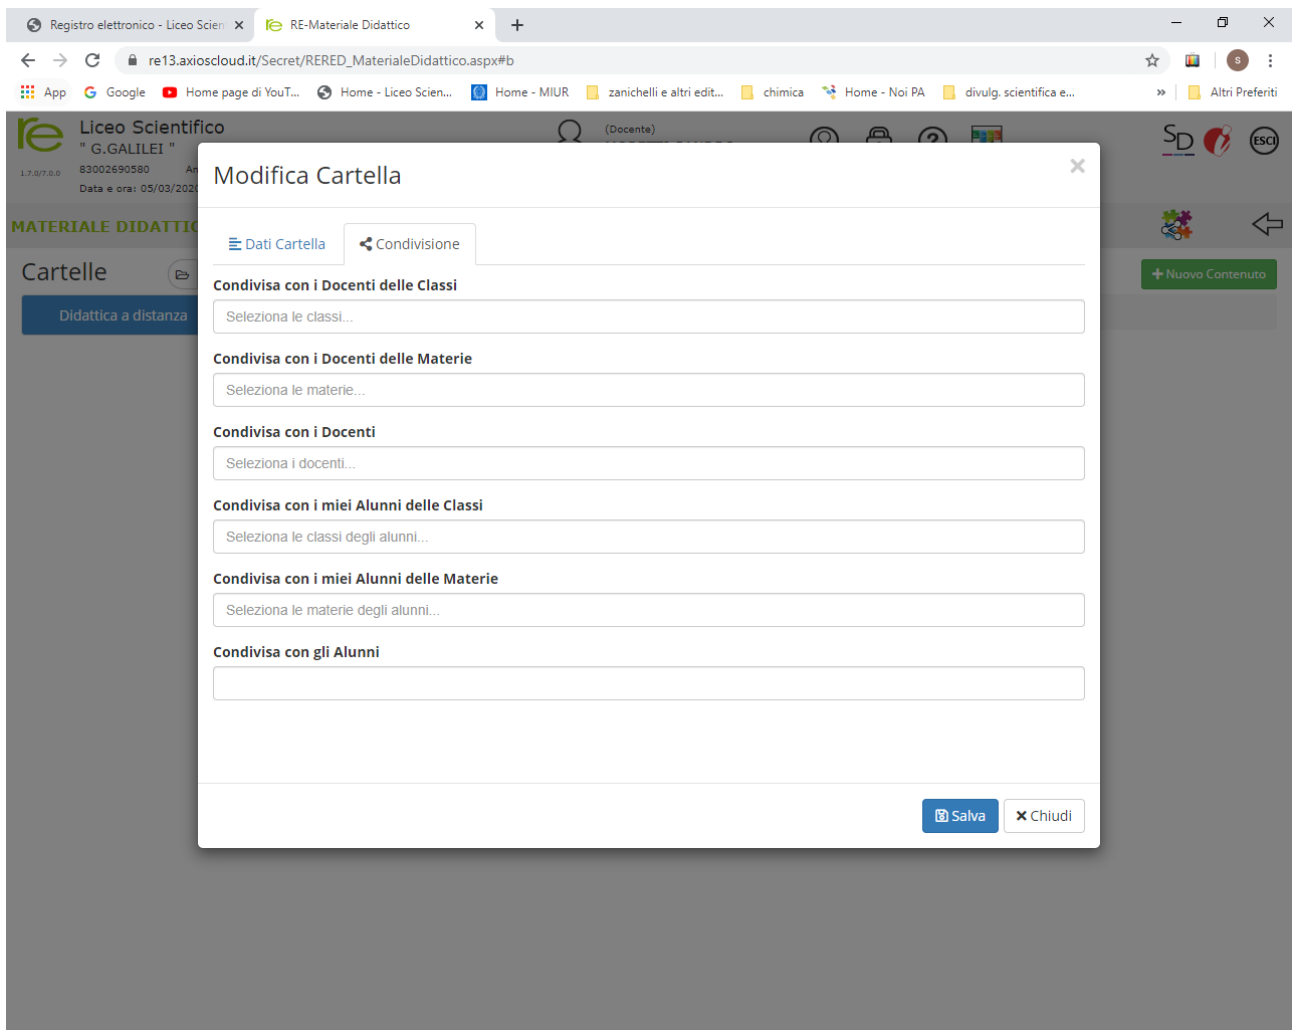 Registro elettronico - Liceo Scien
RE-Materiale Didattico
re13.axioscloud.it/Secret/RERED_MaterialeDidattico.aspx#b
S
App Google Home page di YouT... Home - Liceo Scien... Home - MIUR zanichelli e altri edit... chimica Home - Noi PA divulg. scientifica e... » Altri Preferiti
re Liceo Scientifico
" G.GALILEI "
1.7.0/7.0.0 83002690580 An
Data e ora: 05/03/2020
(Docente)
SD ESCI
MATERIALE DIDATTIC
Cartelle
Nuovo Contenuto
Didattica a distanza
Modifica Cartella
Dati Cartella Condivisione
Condivisa con i Docenti delle Classi
Seleziona le classi...
Condivisa con i Docenti delle Materie
Seleziona le materie...
Condivisa con i Docenti
Seleziona i docenti...
Condivisa con i miei Alunni delle Classi
Seleziona le classi degli alunni...
Condivisa con i miei Alunni delle Materie
Seleziona le materie degli alunni...
Condivisa con gli Alunni
Salva Chiudi